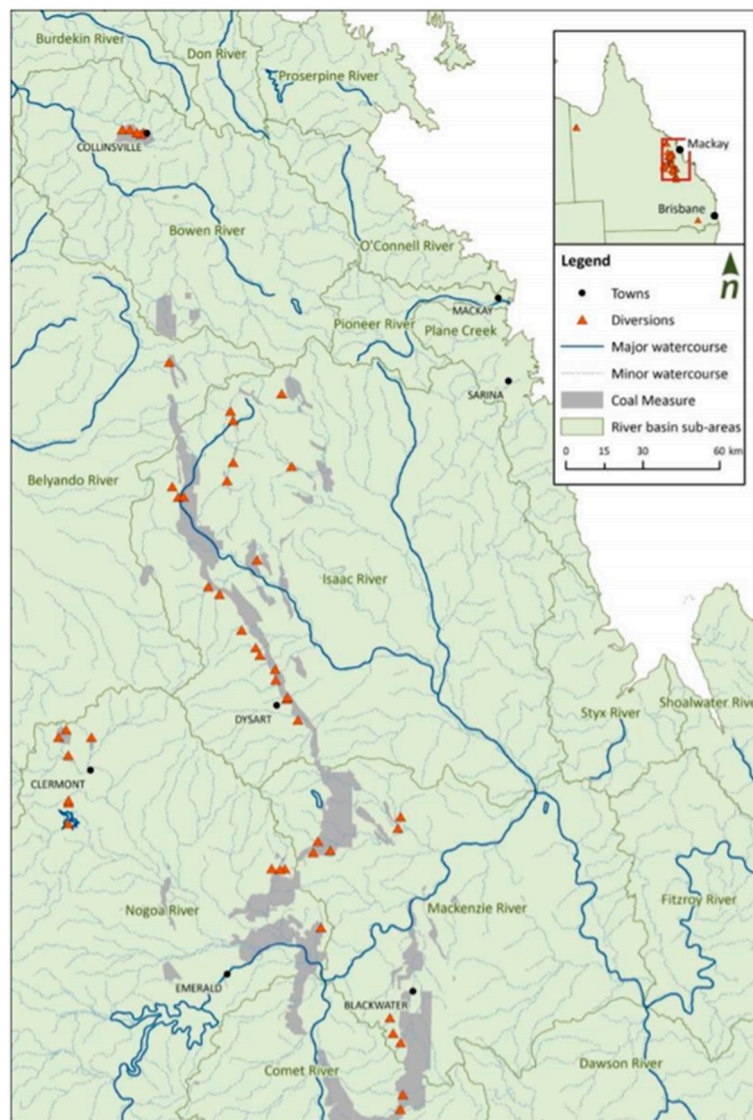 Burdekin River
Don River
Proserpine River
COLLINSVILLE
Bowen River
O'Connell River
MACKAY
Pioneer River
Plane Creek
SARINA
Belyando River
Isaac River
DYSART
Styx River
Shoalwater Rive
CLERMONT
Nogoa River
Mackenzie River
Fitzroy River
EMERALD
BLACKWATER
Comet River
Dawson River
Mackay
Brisbane
Legend
n
Towns
Diversions
Major watercourse
Minor watercourse
Coal Measure
River basin sub-areas
0 30 60 km